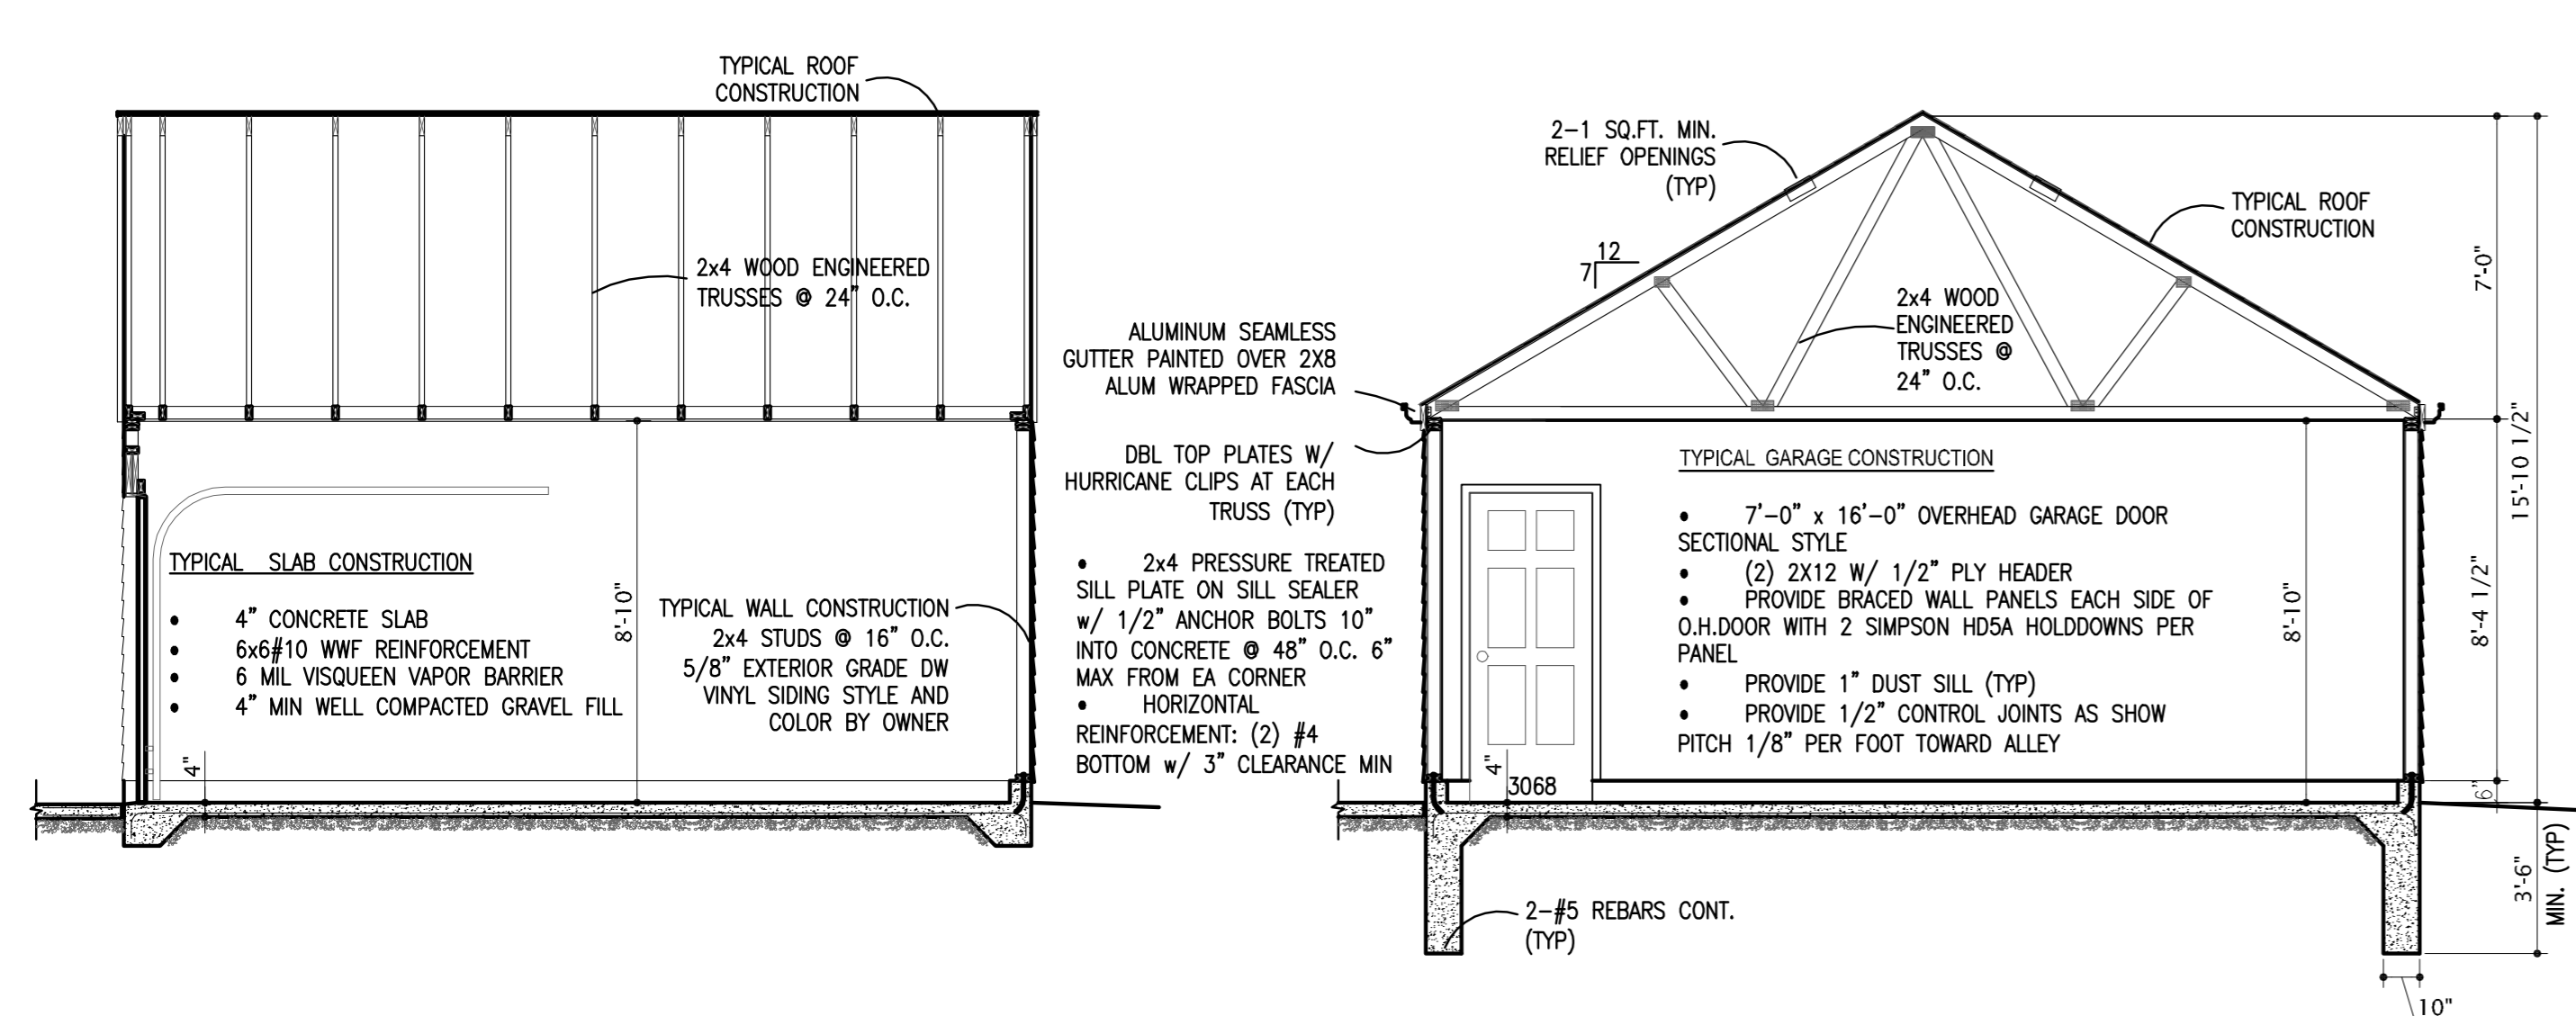 TYPICAL ROOF
CONSTRUCTION
2x4 WOOD ENGINEERED
TRUSSES @ 24" O.C.
8'-10"
TYPICAL SLAB CONSTRUCTION
• 4" CONCRETE SLAB
• 6x6#10 WWF REINFORCEMENT
• 6 MIL VISQUEEN VAPOR BARRIER
• 4" MIN WELL COMPACTED GRAVEL FILL
4"
TYPICAL WALL CONSTRUCTION
2x4 STUDS @ 16" O.C.
5/8" EXTERIOR GRADE DW
VINYL SIDING STYLE AND
COLOR BY OWNER
2-1 SQ.FT. MIN.
RELIEF OPENINGS
(TYP)
12
7
ALUMINUM SEAMLESS
GUTTER PAINTED OVER 2X8
ALUM WRAPPED FASCIA
DBL TOP PLATES W/
HURRICANE CLIPS AT EACH
TRUSS (TYP)
• 2x4 PRESSURE TREATED
SILL PLATE ON SILL SEALER
w/ 1/2" ANCHOR BOLTS 10"
INTO CONCRETE @ 48" O.C. 6"
MAX FROM EA CORNER
• HORIZONTAL
REINFORCEMENT: (2) #4
BOTTOM w/ 3" CLEARANCE MIN
TYPICAL ROOF
CONSTRUCTION
2x4 WOOD
ENGINEERED
TRUSSES @
24" O.C.
TYPICAL GARAGE CONSTRUCTION
• 7'-0" x 16'-0" OVERHEAD GARAGE DOOR
SECTIONAL STYLE
• (2) 2X12 W/ 1/2" PLY HEADER
• PROVIDE BRACED WALL PANELS EACH SIDE OF
O.H.DOOR WITH 2 SIMPSON HD5A HOLDDOWNS PER
PANEL
• PROVIDE 1" DUST SILL (TYP)
• PROVIDE 1/2" CONTROL JOINTS AS SHOW
PITCH 1/8" PER FOOT TOWARD ALLEY
4"
3068
8'-10"
7'-0"
15'-10 1/2"
8'-4 1/2"
6"
3'-6"
MIN. (TYP)
2-#5 REBARS CONT.
(TYP)
10"